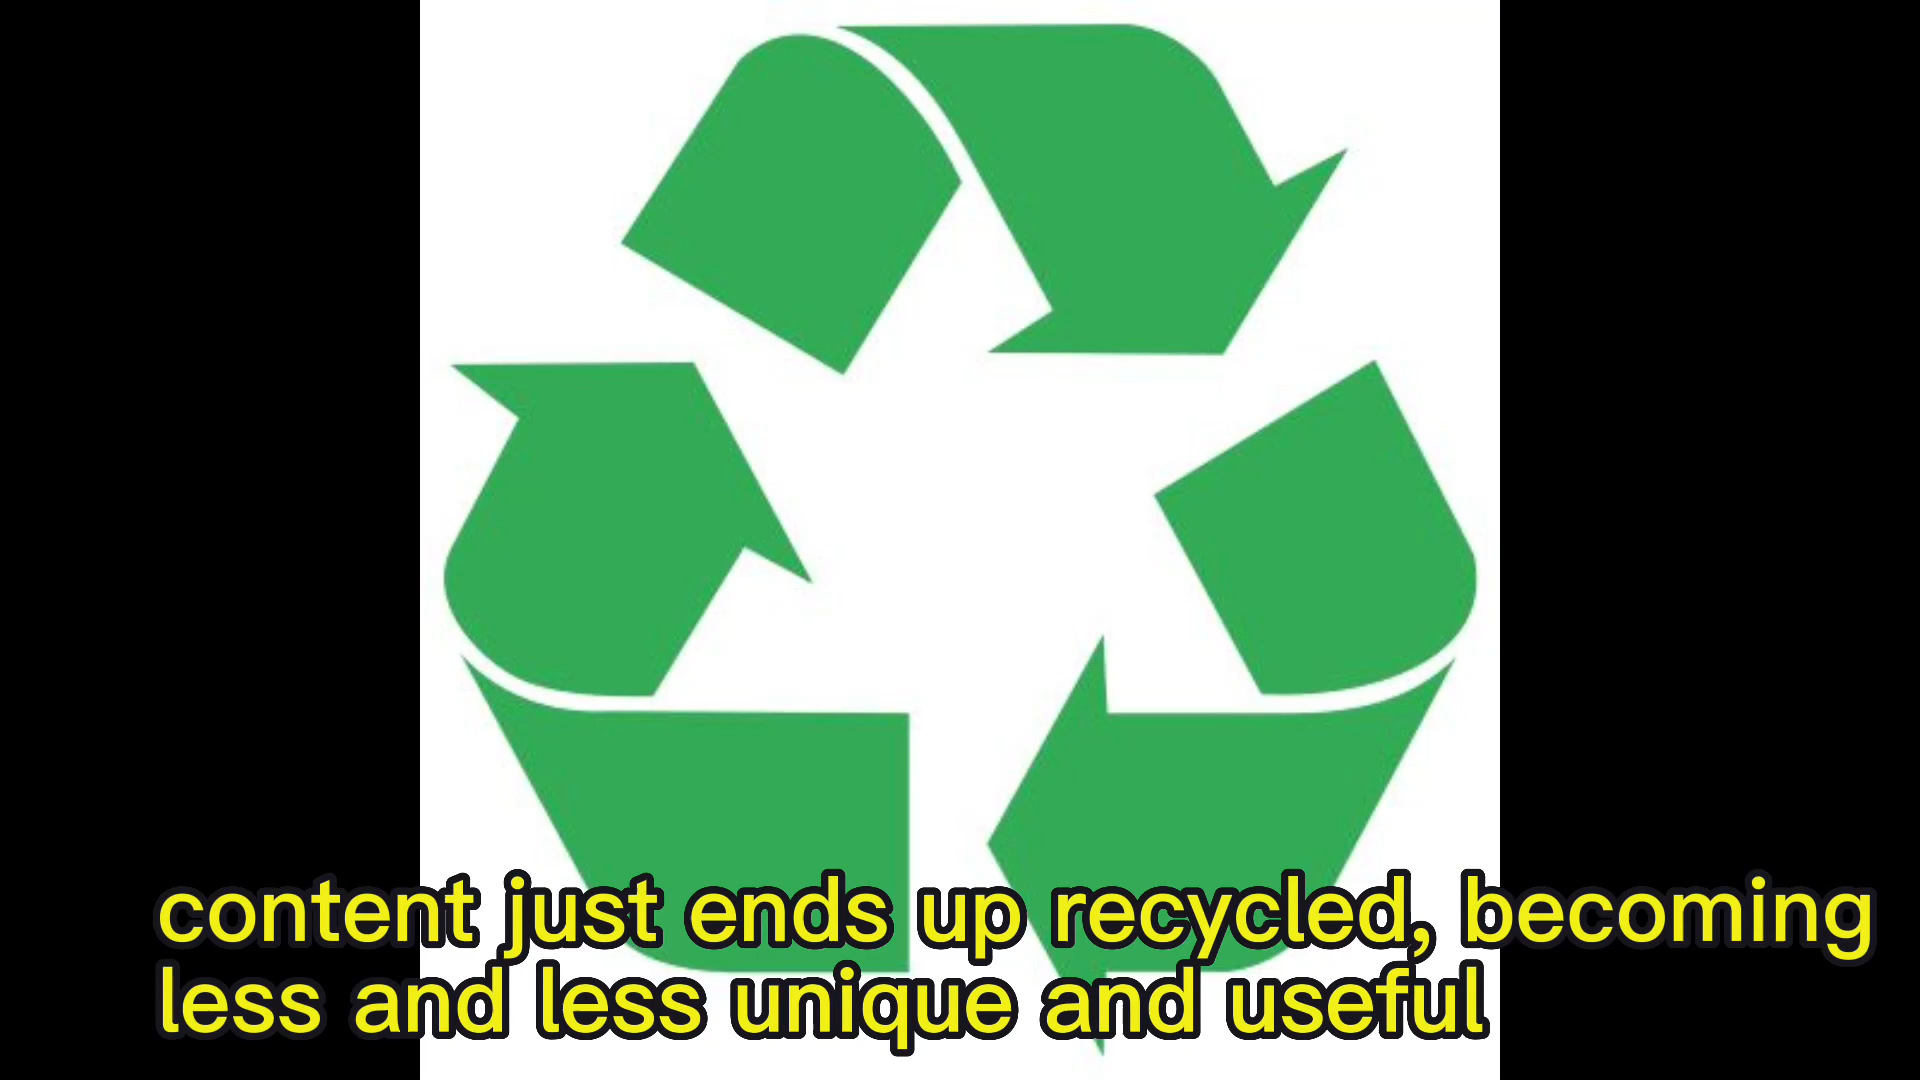 content just ends up recycled, becoming
less and less unique and useful